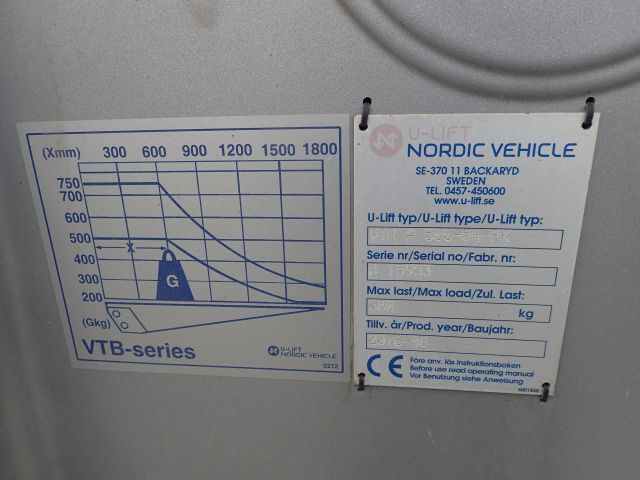 (Xmm) 300 600 900 1200 1500 1800
750
700
600
500
400
300
200
X
G
(Gkg)
VTB-series
U-LIFT
NORDIC VEHICLE
0212
U-LIFT
NORDIC VEHICLE
SE-370 11 BACKARYD
SWEDEN
TEL. 0457-450600
www.u-lift.se
U-Lift typ/U-Lift type/U-Lift typ:
Serie nr/Serial no/Fabr. nr:
Max last/Max load/Zul. Last:
500 kg
Tillv. år/Prod. year/Baujahr:
2016-08
CE
Före anv. läs instruktionsboken
Before use read operating manual
Vor Benutzung siehe Anweisung